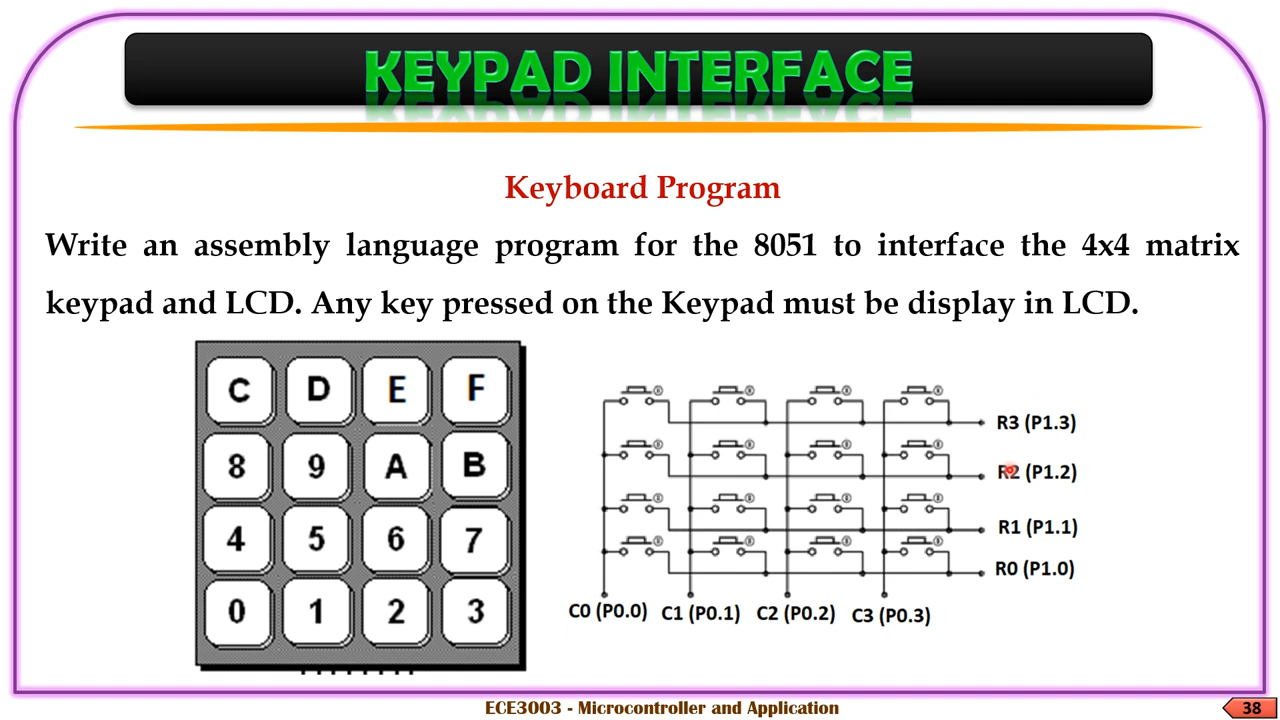 KEYPAD INTERFACE
Keyboard Program
Write an assembly language program for the 8051 to interface the 4x4 matrix
keypad and LCD. Any key pressed on the Keypad must be display in LCD.
C D E F
8 9 A B
4 5 6 7
0 1 2 3
R3 (P1.3)
R2 (P1.2)
R1 (P1.1)
R0 (P1.0)
C0 (P0.0) C1 (P0.1) C2 (P0.2) C3 (P0.3)
ECE3003 - Microcontroller and Application
38